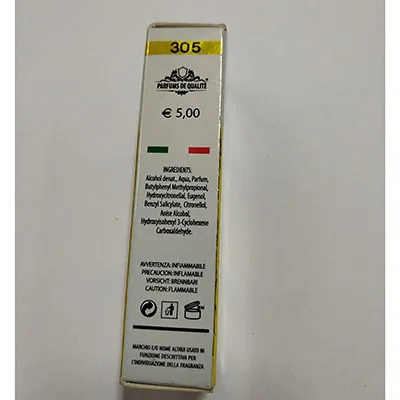 305
PARFUMS DE QUALITÉ
€ 5,00
INGREDIENTS:
Alcohol denat., Aqua, Parfum,
Butylphenyl Methylpropional,
Hydroxycitronellal, Eugenol,
Benzyl Salicylate, Citronellol,
Anise Alcohol,
Hydroxyisohexyl 3-Cyclohexene
Carboxaldehyde.
AVVERTENZA: INFIAMMABILE
PRECAUCION: INFLAMABLE
VORSICHT: BRENNBARI
CAUTION: FLAMMABLE
MARCHIO E/O NOME ALTRUI USATO IN
FUNZIONE DESCRITTIVA PER
L'INDIVIDUAZIONE DELLA FRAGRANZA